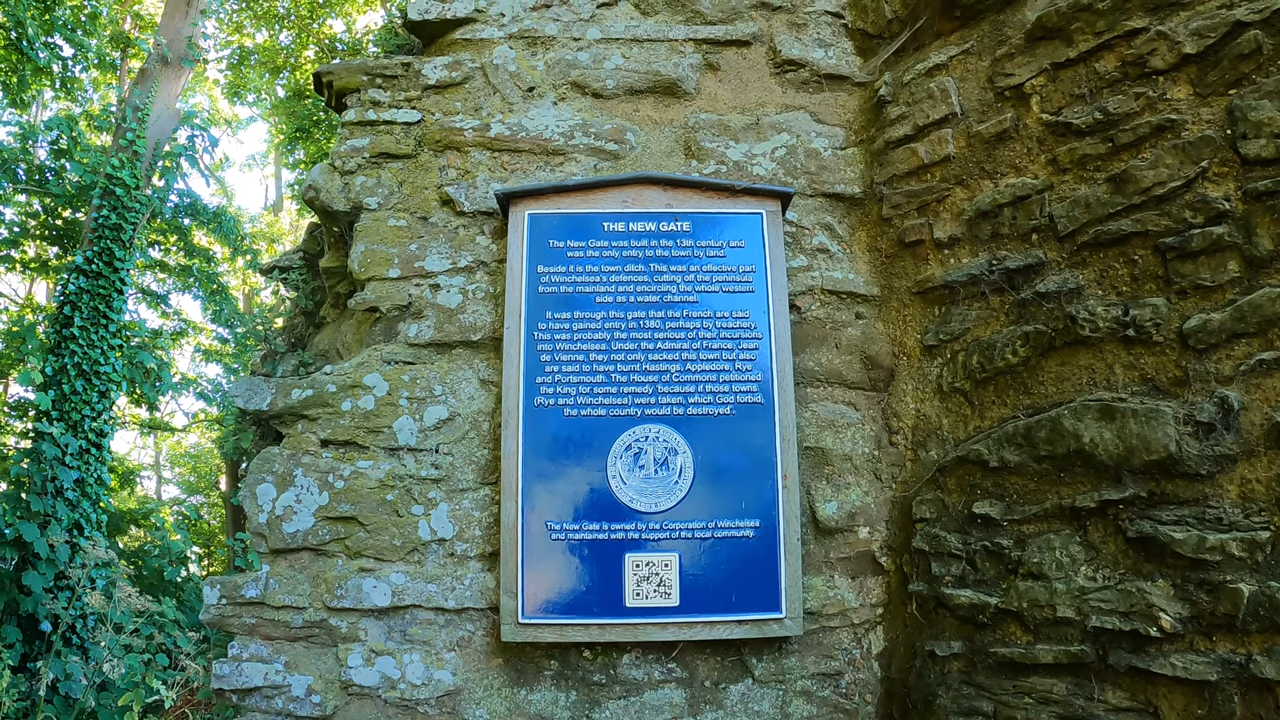 THE NEW GATE
The New Gate was built in the 13th century and
was the only entry to the town by land.
Beside it is the town ditch. This was an effective part
of Winchelsea's defences, cutting off the peninsula
from the mainland and encircling the whole western
side as a water channel.
It was through this gate that the French are said
to have gained entry in 1380, perhaps by treachery.
This was probably the most serious of their incursions
into Winchelsea. Under the Admiral of France, Jean
de Vienne, they not only sacked this town but also
are said to have burnt Hastings, Appledore, Rye
and Portsmouth. The House of Commons petitioned
the King for some remedy 'because if those towns
(Rye and Winchelsea) were taken, which God forbid,
the whole country would be destroyed'.
The New Gate is owned by the Corporation of Winchelsea
and maintained with the support of the local community